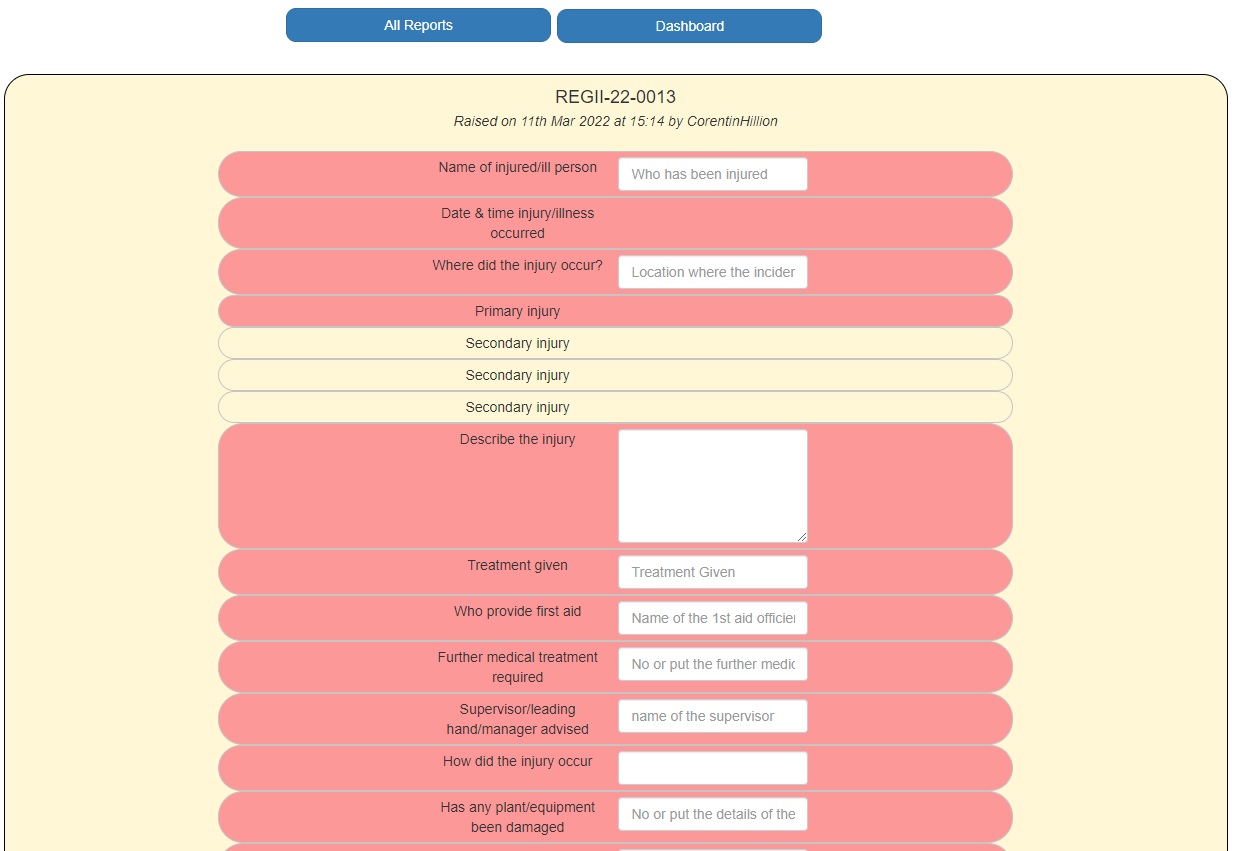 All Reports
Dashboard
REGII-22-0013
Raised on 11th Mar 2022 at 15:14 by CorentinHillion
Name of injured/ill person
Who has been injured
Date & time injury/illness
occurred
Where did the injury occur?
Location where the inciden
Primary injury
Secondary injury
Secondary injury
Secondary injury
Describe the injury
Treatment given
Treatment Given
Who provide first aid
Name of the 1st aid officier
Further medical treatment
required
No or put the further medic
Supervisor/leading
hand/manager advised
name of the supervisor
How did the injury occur
Has any plant/equipment
been damaged
No or put the details of the